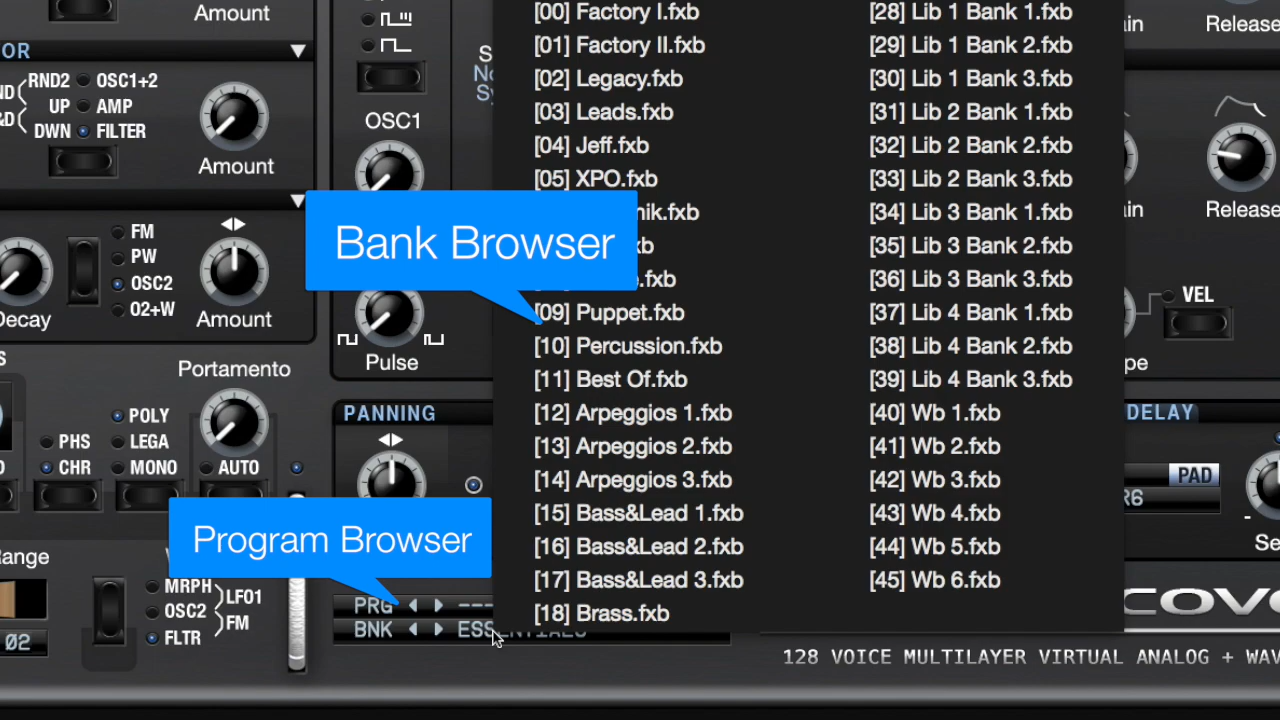 Amount
OR
RND2 OSC1+2
UP AMP
DWN FILTER
Amount
FM
PW
OSC2
O2+W
Decay
Amount
Portamento
PHS
CHR
POLY
LEGA
MONO
AUTO
MRPH
OSC2
FLTR
LFO1
FM
02
OSC1
Pulse
PANNING
Bank Browser
Program Browser
PRG ---
BNK ESSENTIALS
[00] Factory I.fxb
[01] Factory II.fxb
[02] Legacy.fxb
[03] Leads.fxb
[04] Jeff.fxb
[05] XPO.fxb
nik.fxb
xb
.fxb
[09] Puppet.fxb
[10] Percussion.fxb
[11] Best Of.fxb
[12] Arpeggios 1.fxb
[13] Arpeggios 2.fxb
[14] Arpeggios 3.fxb
[15] Bass&Lead 1.fxb
[16] Bass&Lead 2.fxb
[17] Bass&Lead 3.fxb
[18] Brass.fxb
[28] Lib 1 Bank 1.fxb
[29] Lib 1 Bank 2.fxb
[30] Lib 1 Bank 3.fxb
[31] Lib 2 Bank 1.fxb
[32] Lib 2 Bank 2.fxb
[33] Lib 2 Bank 3.fxb
[34] Lib 3 Bank 1.fxb
[35] Lib 3 Bank 2.fxb
[36] Lib 3 Bank 3.fxb
[37] Lib 4 Bank 1.fxb
[38] Lib 4 Bank 2.fxb
[39] Lib 4 Bank 3.fxb
[40] Wb 1.fxb
[41] Wb 2.fxb
[42] Wb 3.fxb
[43] Wb 4.fxb
[44] Wb 5.fxb
[45] Wb 6.fxb
Release
Release
VEL
DELAY
PAD
R6
COVE
128 VOICE MULTILAYER VIRTUAL ANALOG + WAV